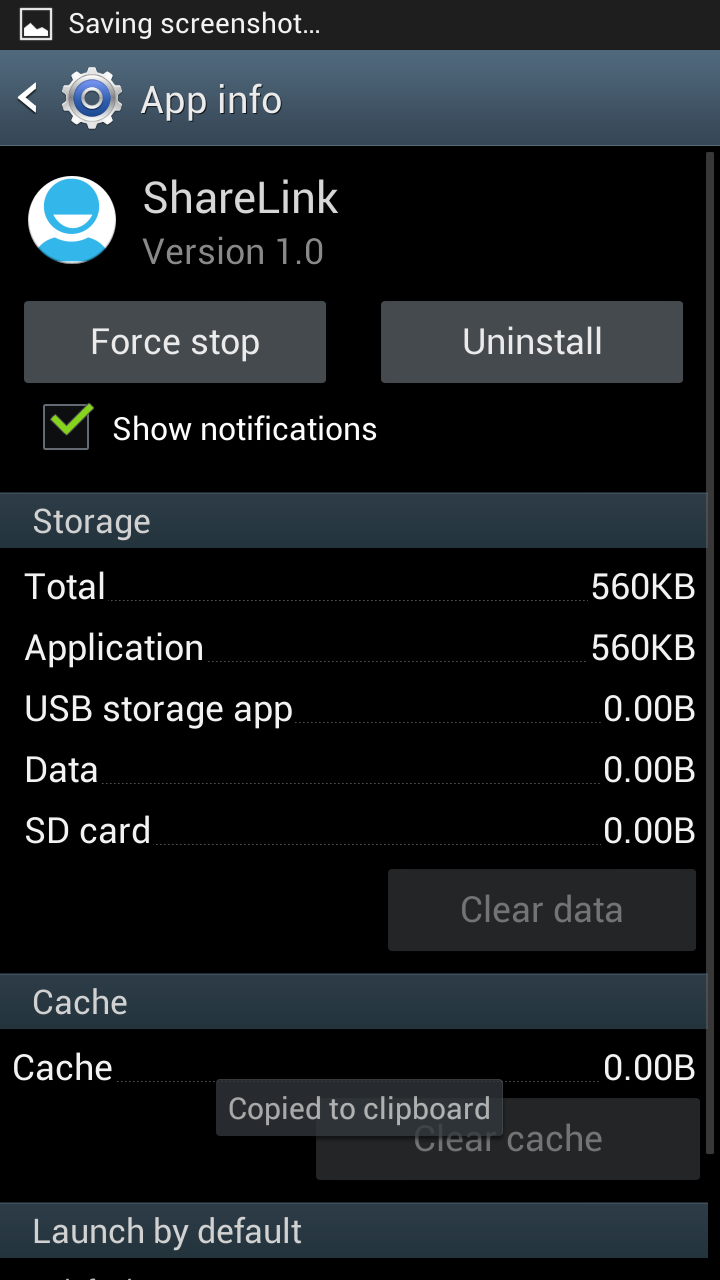 Saving screenshot...
App info
ShareLink
Version 1.0
Force stop
Uninstall
Show notifications
Storage
Total 560KB
Application 560KB
USB storage app 0.00B
Data 0.00B
SD card 0.00B
Clear data
Cache
Cache 0.00B
Copied to clipboard
Clear cache
Launch by default